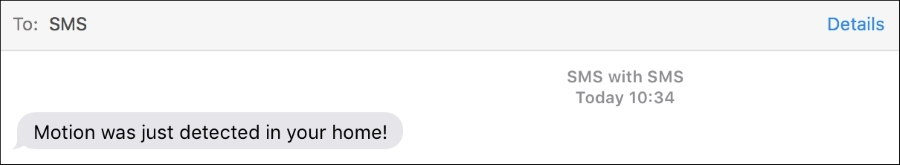 To: SMS Details
SMS with SMS
Today 10:34
Motion was just detected in your home!